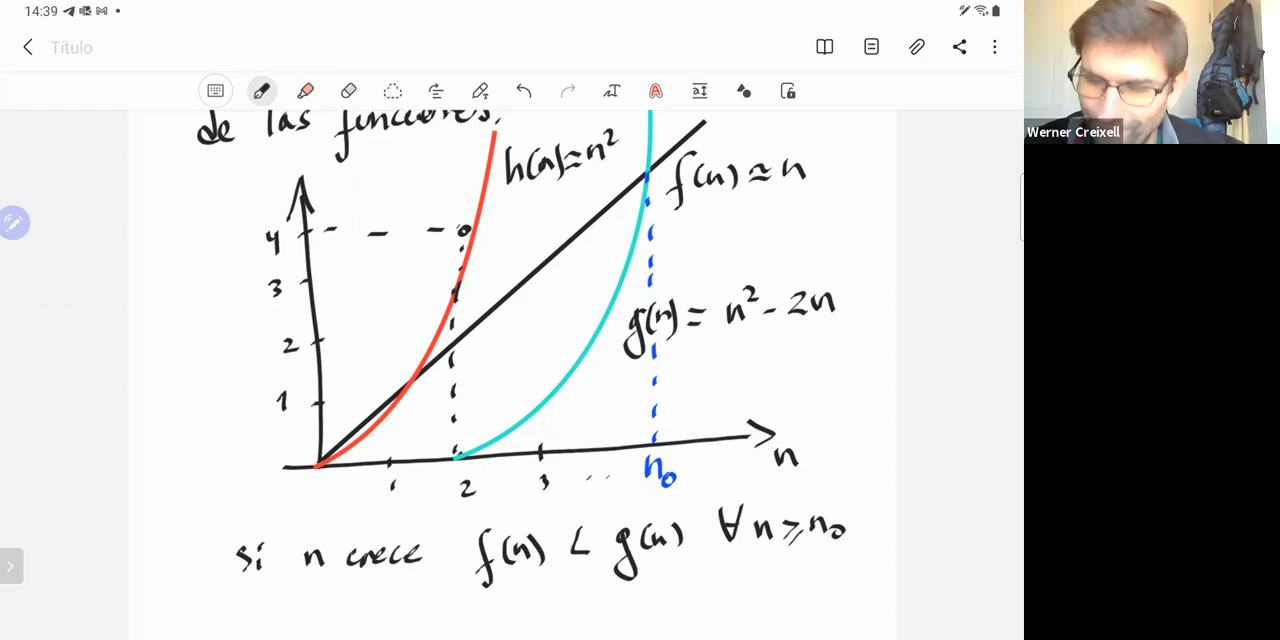 14:39
Título
Werner Creixell
de las funciones.
h(n)≈n²
f(n)≈n
4
3
2
1
g(n) = n² - 2n
1 2 3 ... n₀ n
si n crece f(n) < g(n) ∀n ≥ n₀